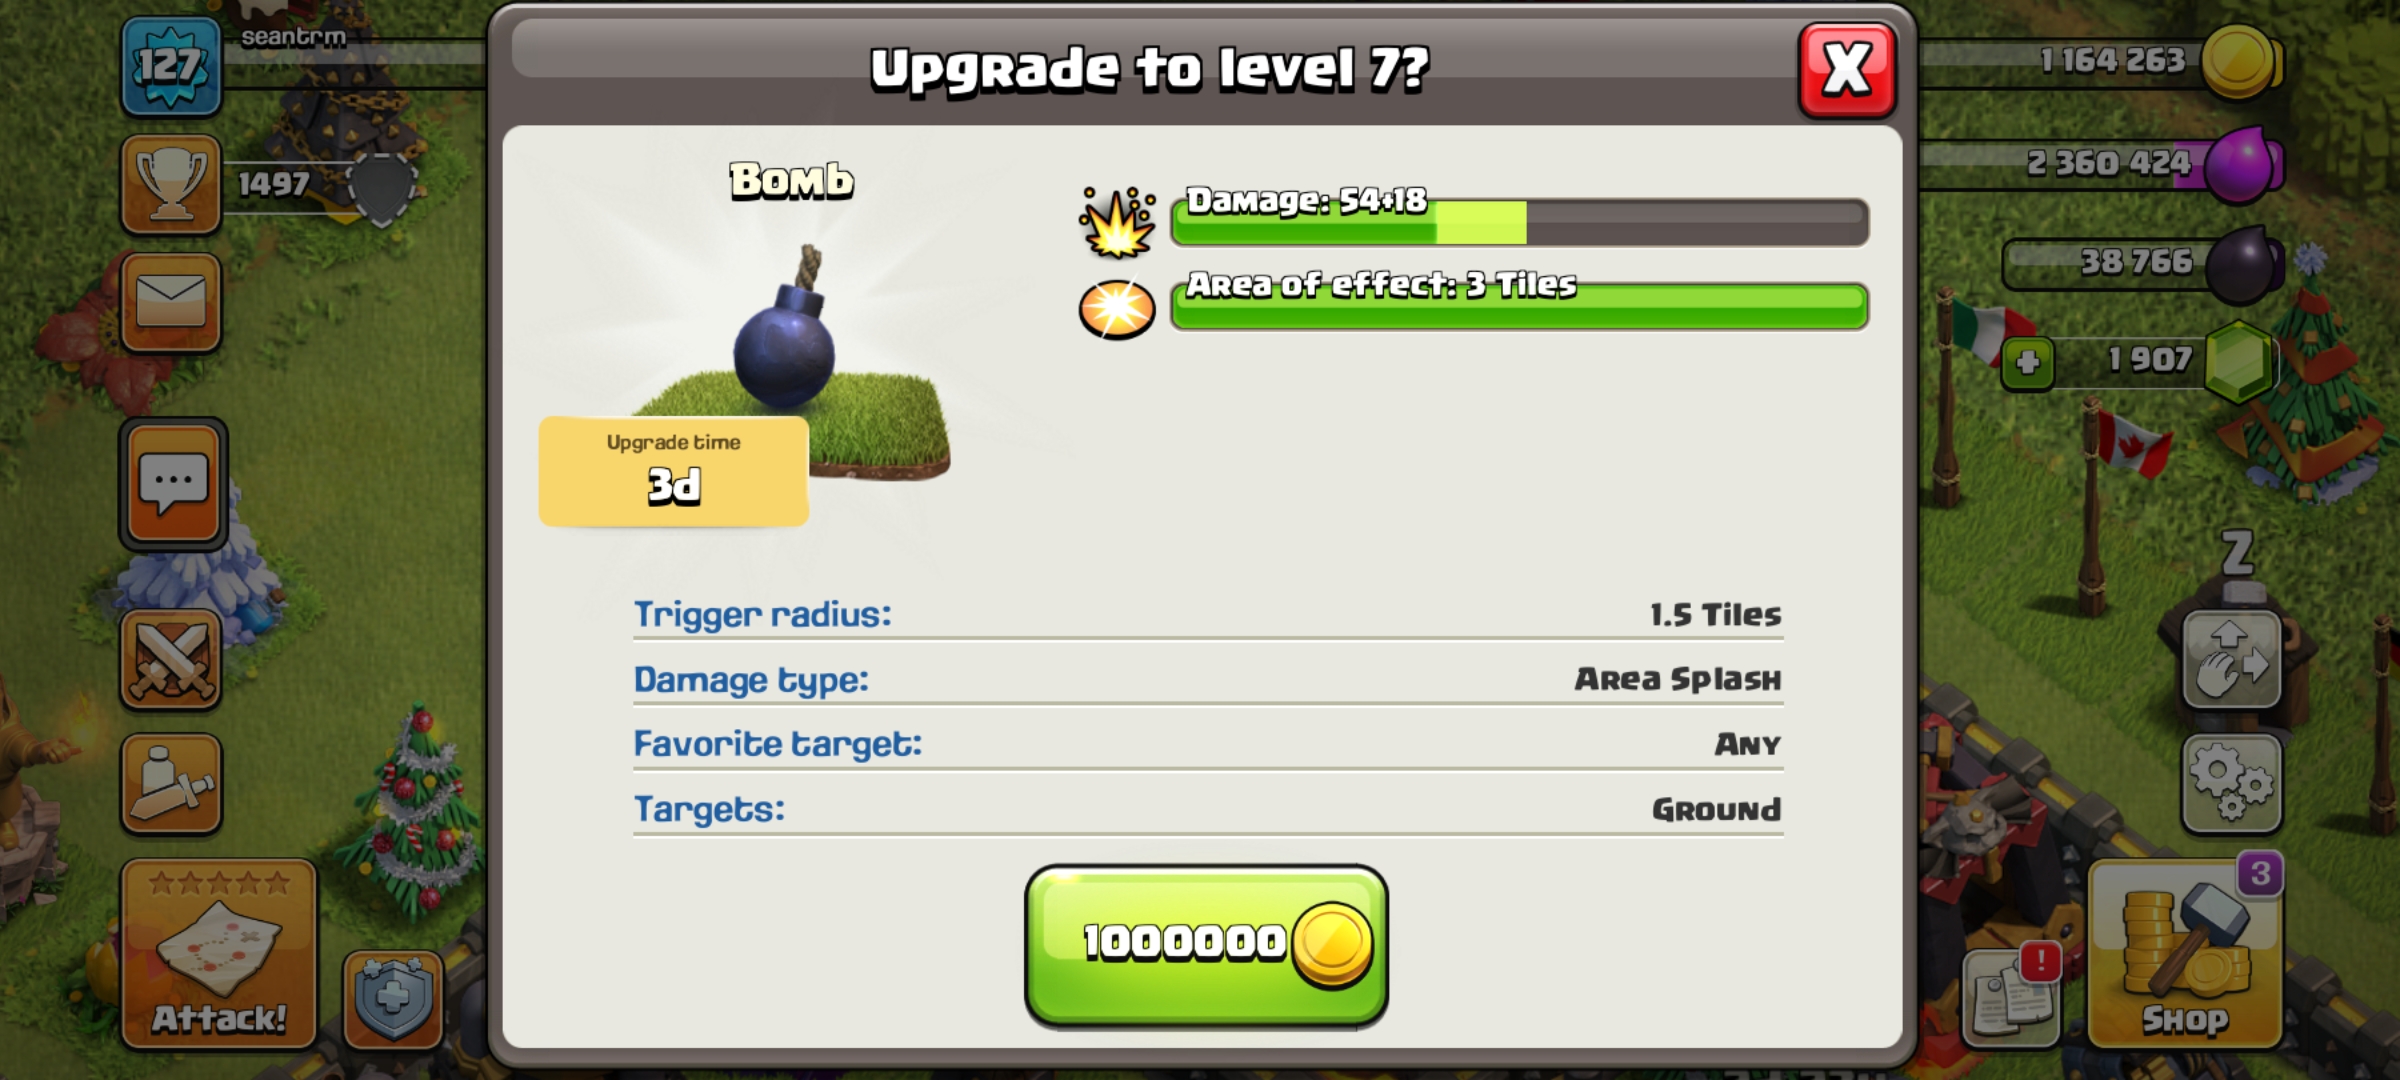 seantrm
127
1497
Attack!
Upgrade to level 7?
X
Bomb
Upgrade time
3d
Damage: 54+18
Area of effect: 3 Tiles
Trigger radius: 1.5 Tiles
Damage type: Area Splash
Favorite target: Any
Targets: Ground
1000000
1 164 263
2 360 424
38 766
1 907
Z
3
!
Shop